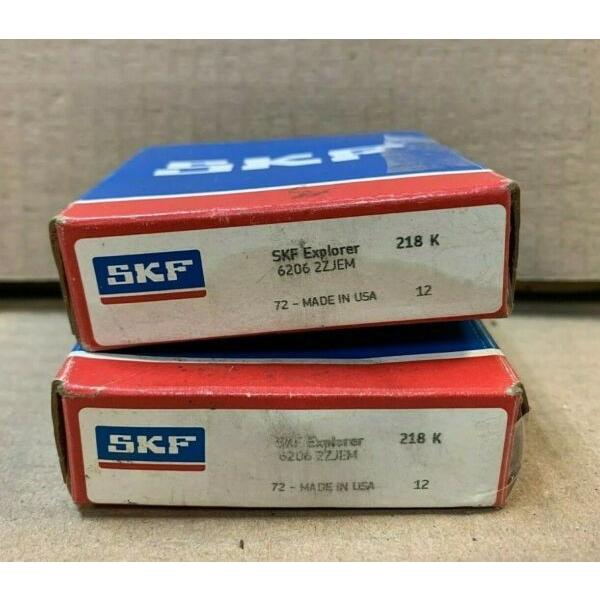 SKF
SKF
SKF Explorer 218 K
6206 2ZJEM
72 - MADE IN USA 12
SKF
SKF Explorer 218 K
6206 2ZJEM
72 - MADE IN USA 12